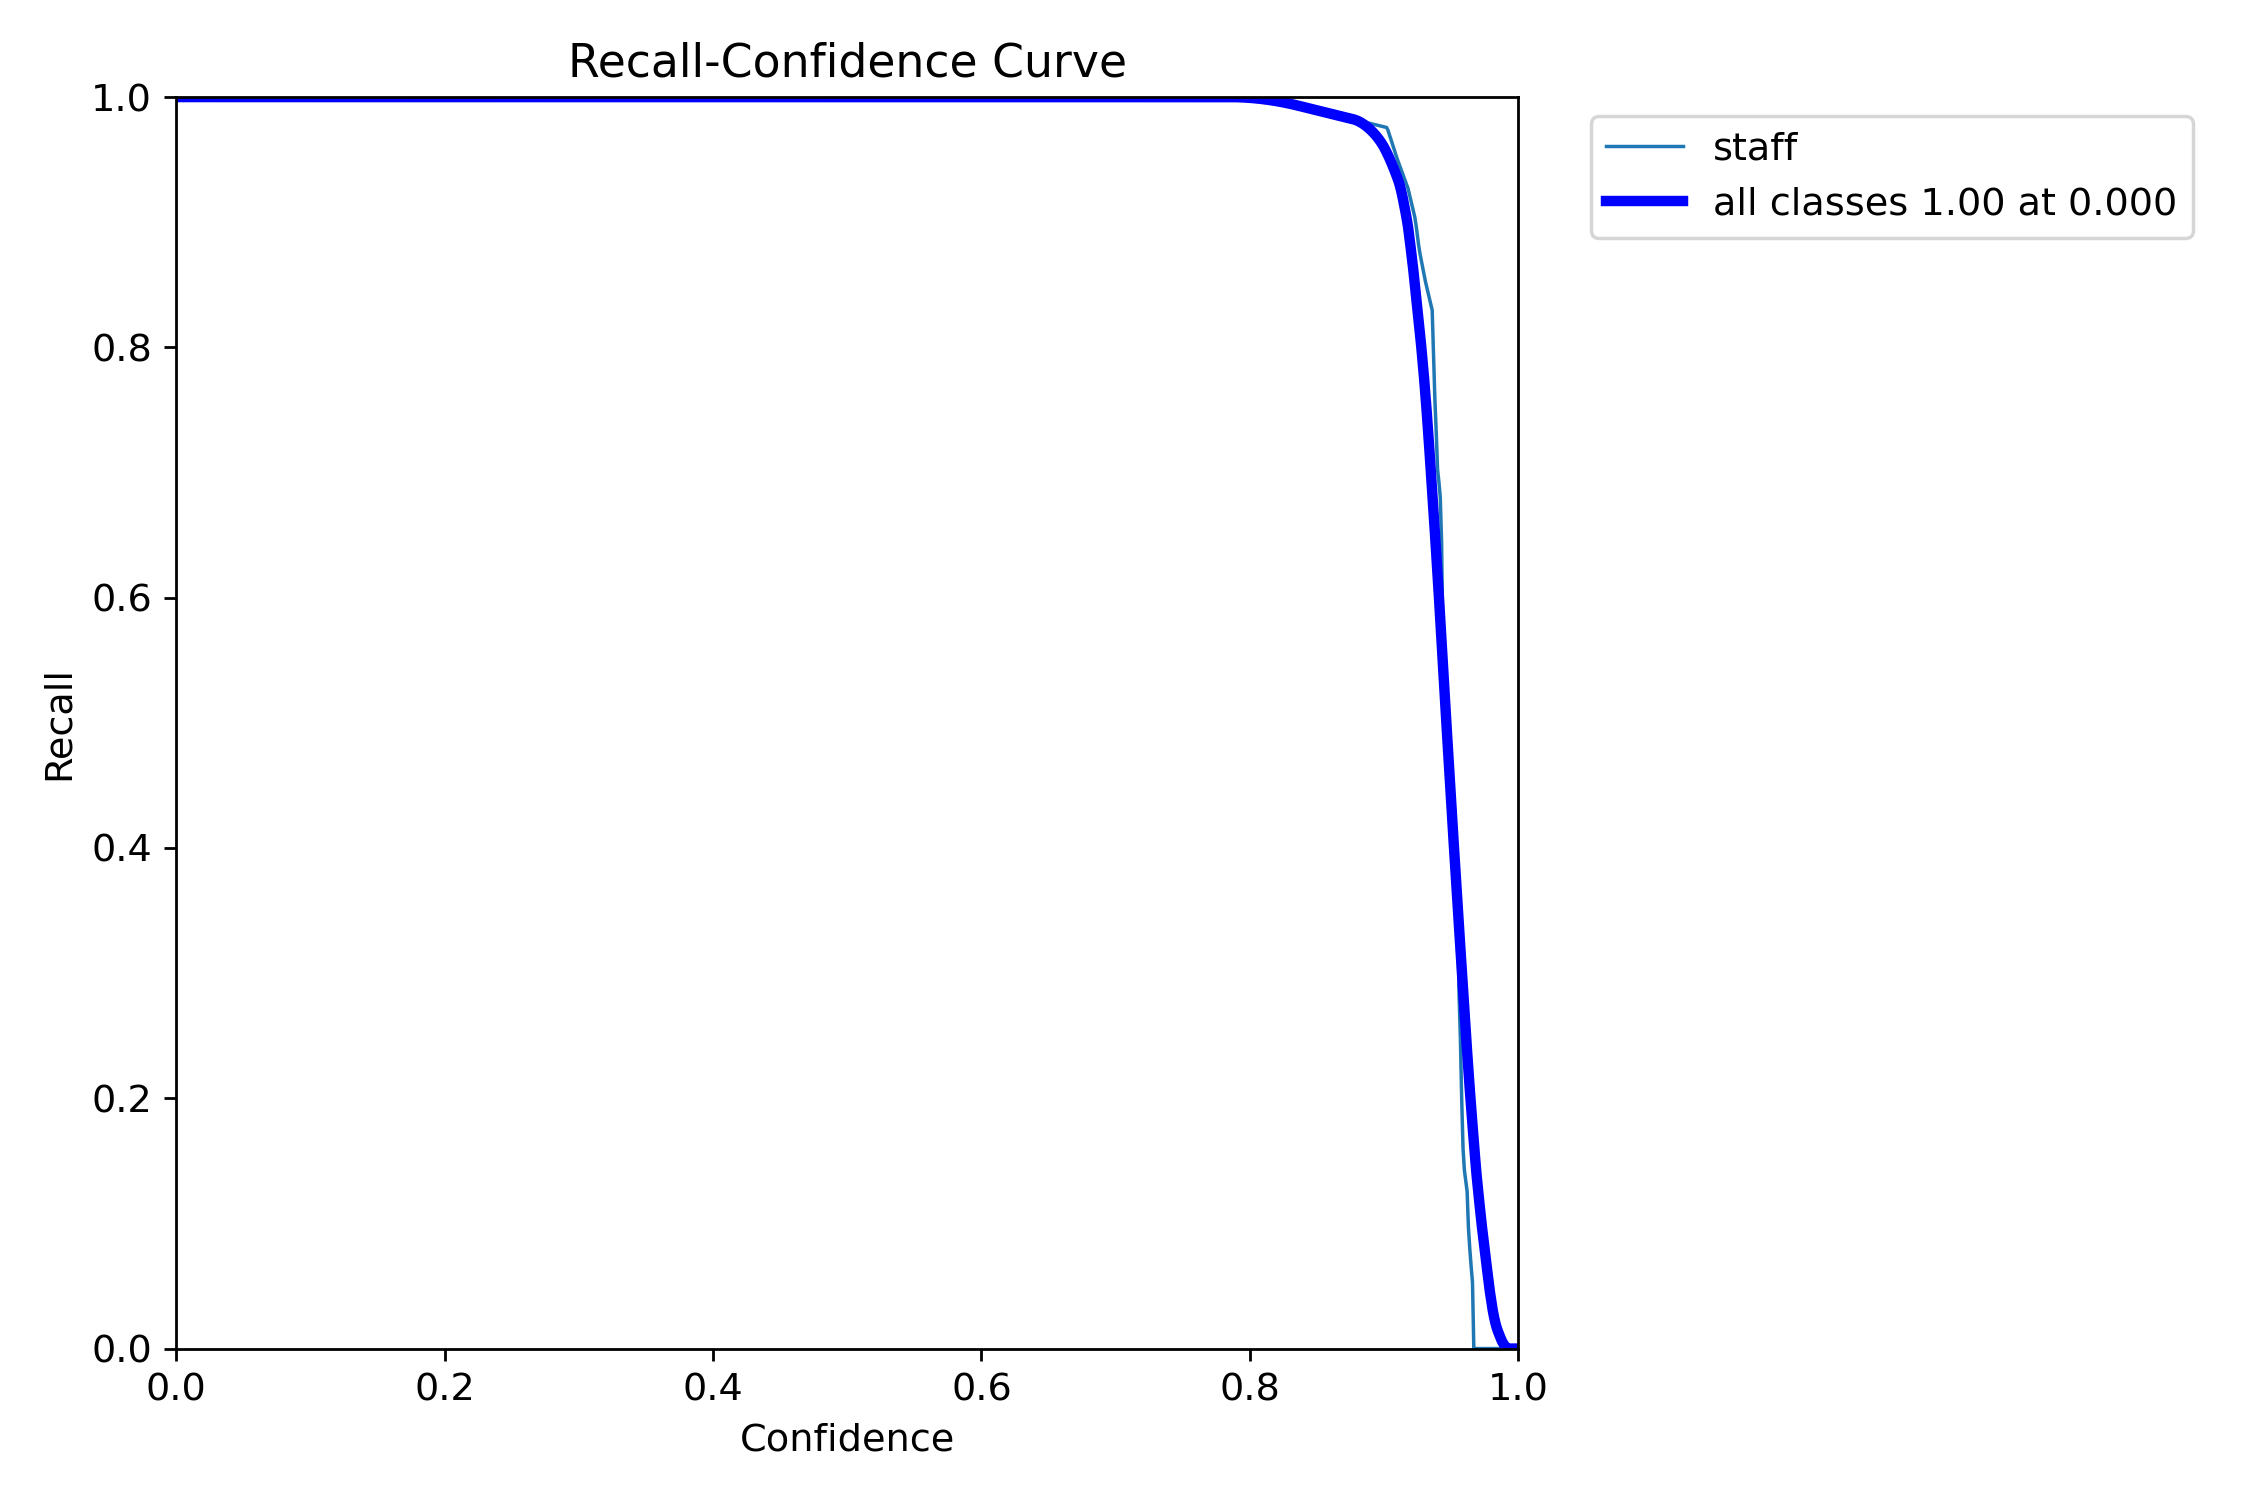 Recall-Confidence Curve
1.0
0.8
0.6
0.4
0.2
0.0
Recall
0.0 0.2 0.4 0.6 0.8 1.0
Confidence
staff
all classes 1.00 at 0.000